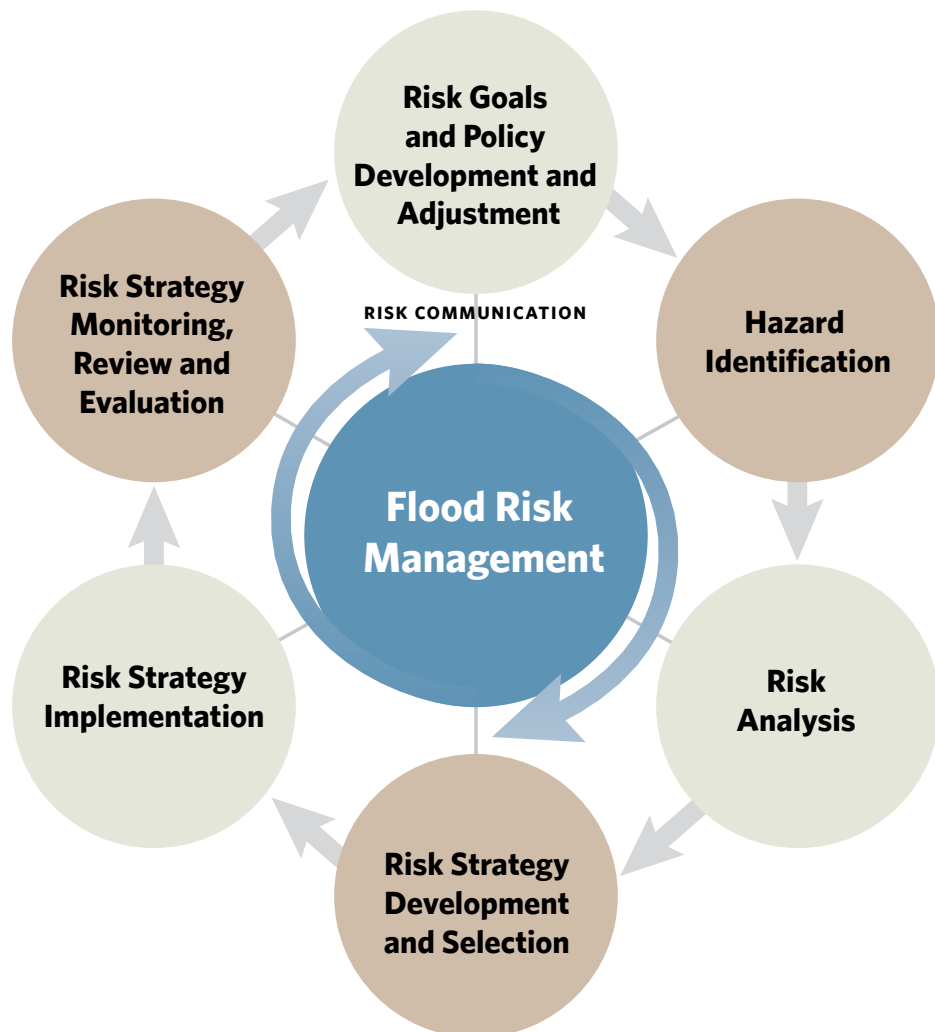 Risk Goals
and Policy
Development and
Adjustment
Hazard
Identification
Risk
Analysis
Risk Strategy
Development
and Selection
Risk Strategy
Implementation
Risk Strategy
Monitoring,
Review and
Evaluation
RISK COMMUNICATION
Flood Risk
Management